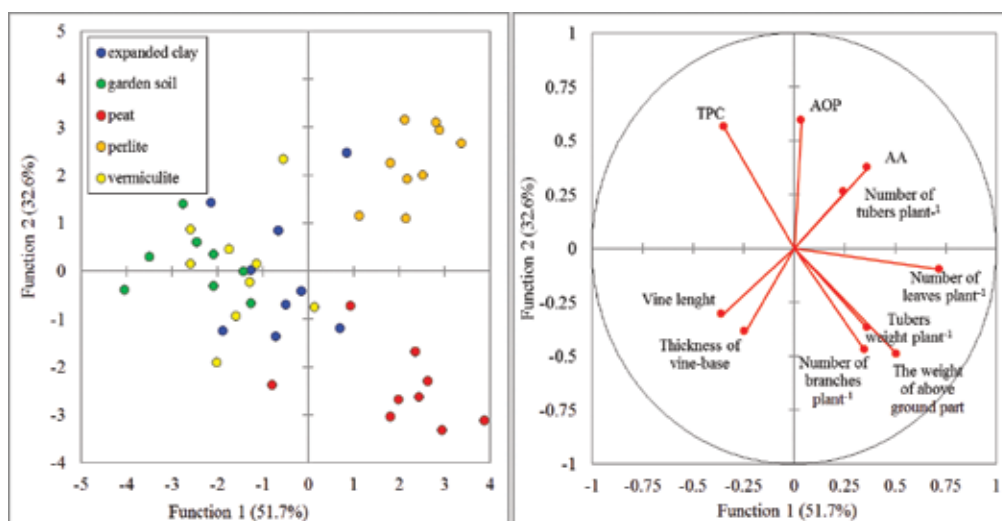 5
4
3
2
1
0
-1
-2
-3
-4
-5 -4 -3 -2 -1 0 1 2 3 4
Function 1 (51.7%)
Function 2 (32.6%)
expanded clay
garden soil
peat
perlite
vermiculite
1
0.75
0.5
0.25
0
-0.25
-0.5
-0.75
-1
-1 -0.75 -0.5 -0.25 0 0.25 0.5 0.75 1
Function 1 (51.7%)
Function 2 (32.6%)
TPC
AOP
AA
Number of
tubers plant-¹
Number of
leaves plant-¹
Vine lenght
Thickness of
vine-base
Tubers
weight plant-¹
Number of
branches
plant-¹
The weight
of above
ground part